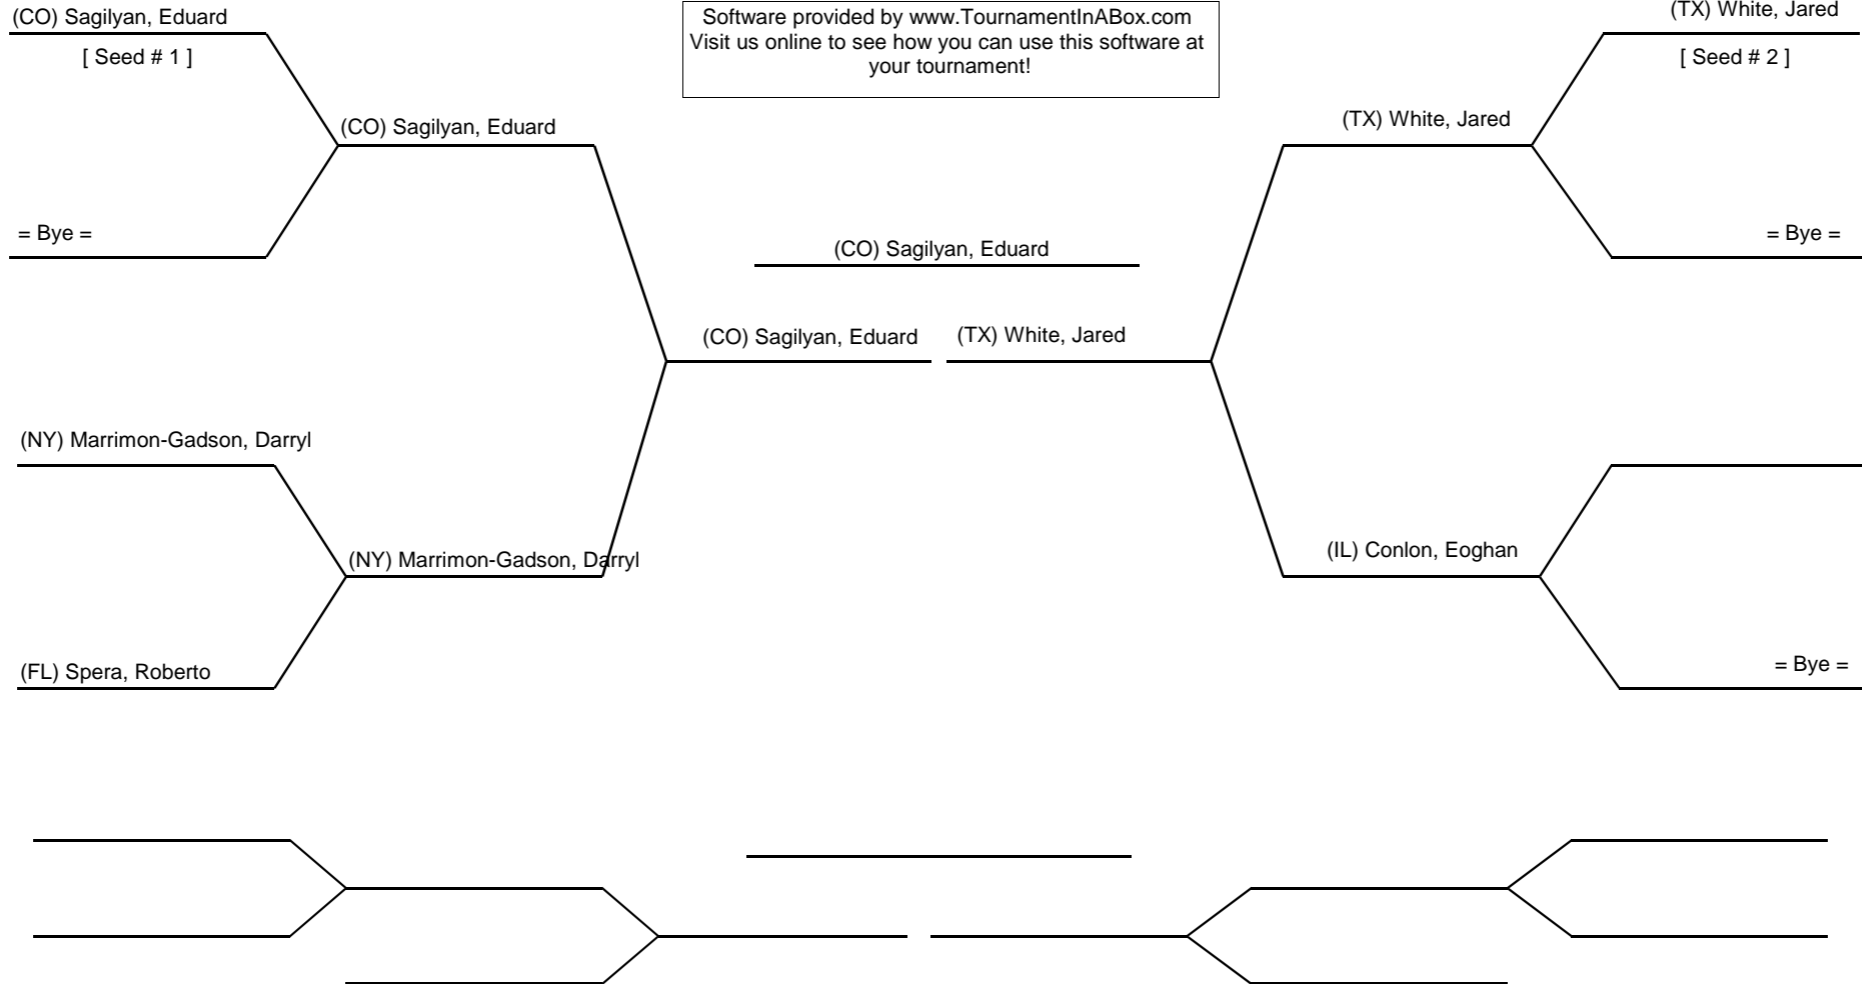 (CO) Sagilyan, Eduard
[ Seed # 1 ]
Software provided by www.TournamentInABox.com
Visit us online to see how you can use this software at
your tournament!
(TX) White, Jared
[ Seed # 2 ]
(CO) Sagilyan, Eduard
(TX) White, Jared
= Bye =
(CO) Sagilyan, Eduard
= Bye =
(CO) Sagilyan, Eduard
(TX) White, Jared
(NY) Marrimon-Gadson, Darryl
(NY) Marrimon-Gadson, Darryl
(IL) Conlon, Eoghan
(FL) Spera, Roberto
= Bye =